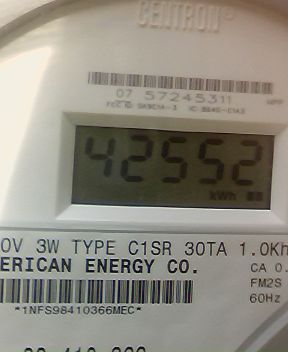 CENTRON®
07 57245311
42552
kWh
0V 3W TYPE C1SR 30TA 1.0Kh
ERICAN ENERGY CO.
CA 0.
FM2S
60Hz
*1NFS98410366MEC*